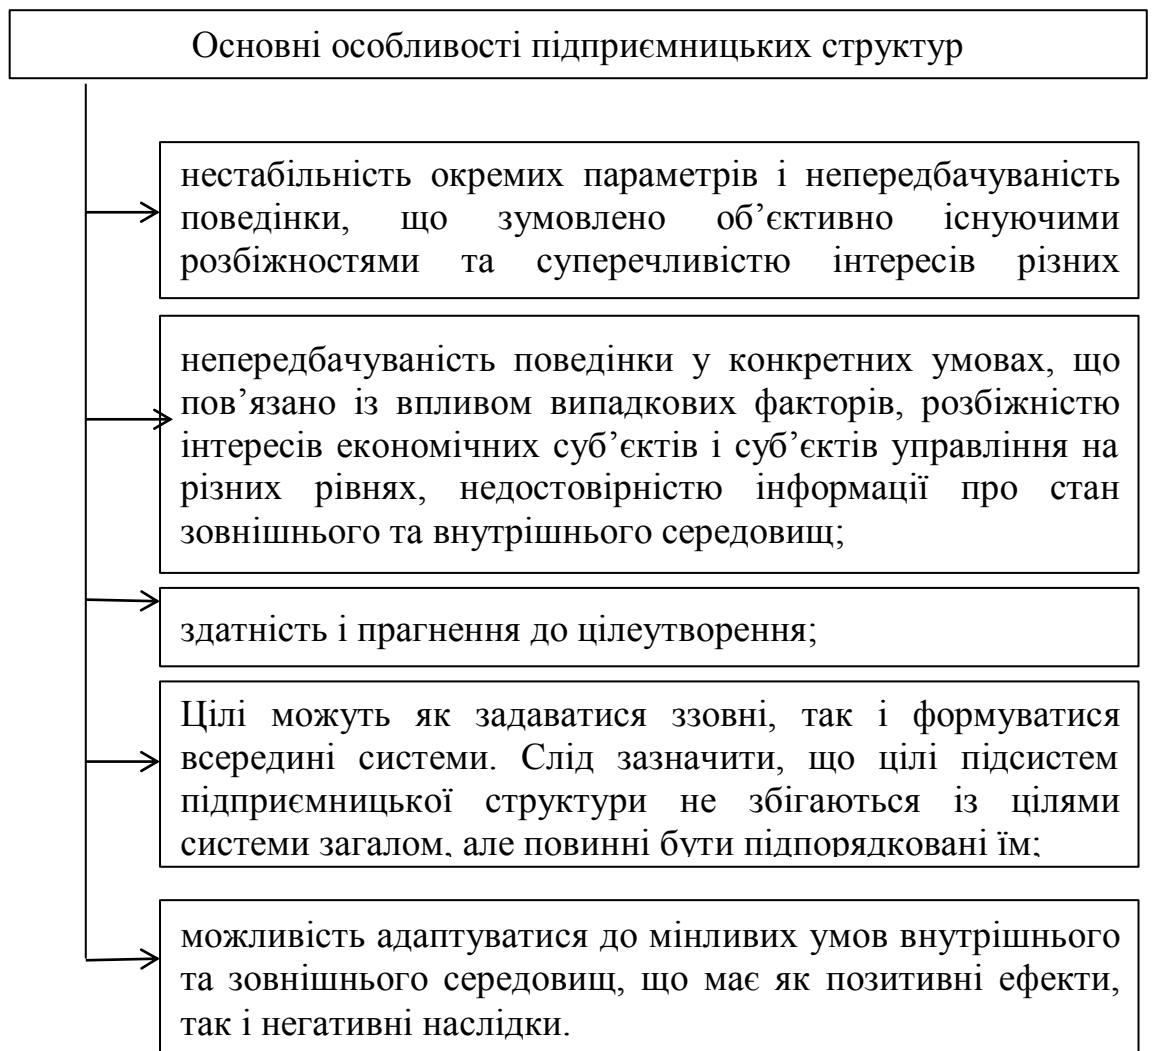 Основні особливості підприємницьких структур
нестабільність окремих параметрів і непередбачуваність
поведінки, що зумовлено об’єктивно існуючими
розбіжностями та суперечливістю інтересів різних
непередбачуваність поведінки у конкретних умовах, що
пов’язано із впливом випадкових факторів, розбіжністю
інтересів економічних суб’єктів і суб’єктів управління на
різних рівнях, недостовірністю інформації про стан
зовнішнього та внутрішнього середовищ;
здатність і прагнення до цілеутворення;
Цілі можуть як задаватися ззовні, так і формуватися
всередині системи. Слід зазначити, що цілі підсистем
підприємницької структури не збігаються із цілями
системи загалом, але повинні бути підпорядковані їм;
можливість адаптуватися до мінливих умов внутрішнього
та зовнішнього середовищ, що має як позитивні ефекти,
так і негативні наслідки.